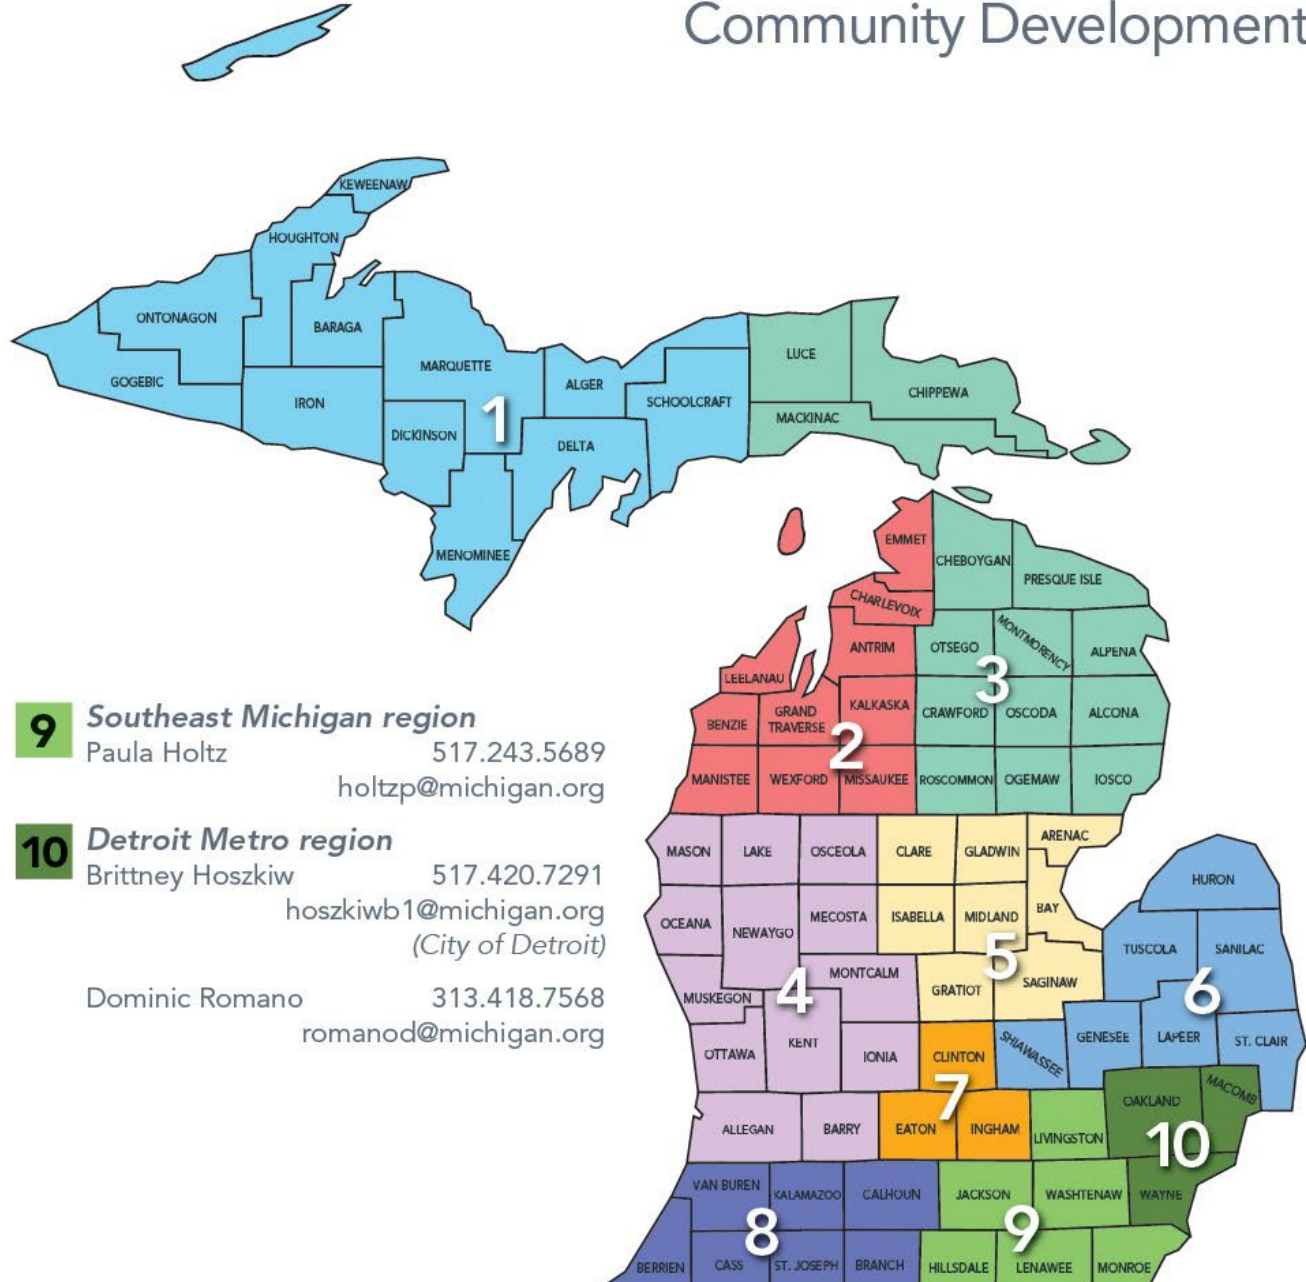 Community Development
KEWEENAW
HOUGHTON
ONTONAGON
BARAGA
GOGEBIC
MARQUETTE
IRON
ALGER
SCHOOLCRAFT
1
DICKINSON
DELTA
MENOMINEE
LUCE
CHIPPEWA
MACKINAC
EMMET
CHEBOYGAN
PRESQUE ISLE
CHARLEVOIX
ANTRIM
OTSEGO
MONTMORENCY
ALPENA
LEELANAU
3
BENZIE
GRAND
TRAVERSE
KALKASKA
CRAWFORD
OSCODA
ALCONA
2
MANISTEE
WEXFORD
MISSAUKEE
ROSCOMMON
OGEMAW
IOSCO
9 Southeast Michigan region
Paula Holtz 517.243.5689
holtzp@michigan.org
10 Detroit Metro region
Brittney Hoszkiw 517.420.7291
hoszkiwb1@michigan.org
(City of Detroit)
Dominic Romano 313.418.7568
romanod@michigan.org
MASON
LAKE
OSCEOLA
CLARE
GLADWIN
ARENAC
HURON
OCEANA
NEWAYGO
MECOSTA
ISABELLA
MIDLAND
BAY
TUSCOLA
SANILAC
5
MUSKEGON
4
MONTCALM
GRATIOT
SAGINAW
6
OTTAWA
KENT
IONIA
CLINTON
SHIAWASSEE
GENESEE
LAPEER
ST. CLAIR
7
ALLEGAN
BARRY
EATON
INGHAM
LIVINGSTON
OAKLAND
MACOMB
10
VAN BUREN
KALAMAZOO
CALHOUN
JACKSON
WASHTENAW
WAYNE
8
9
BERRIEN
CASS
ST. JOSEPH
BRANCH
HILLSDALE
LENAWEE
MONROE